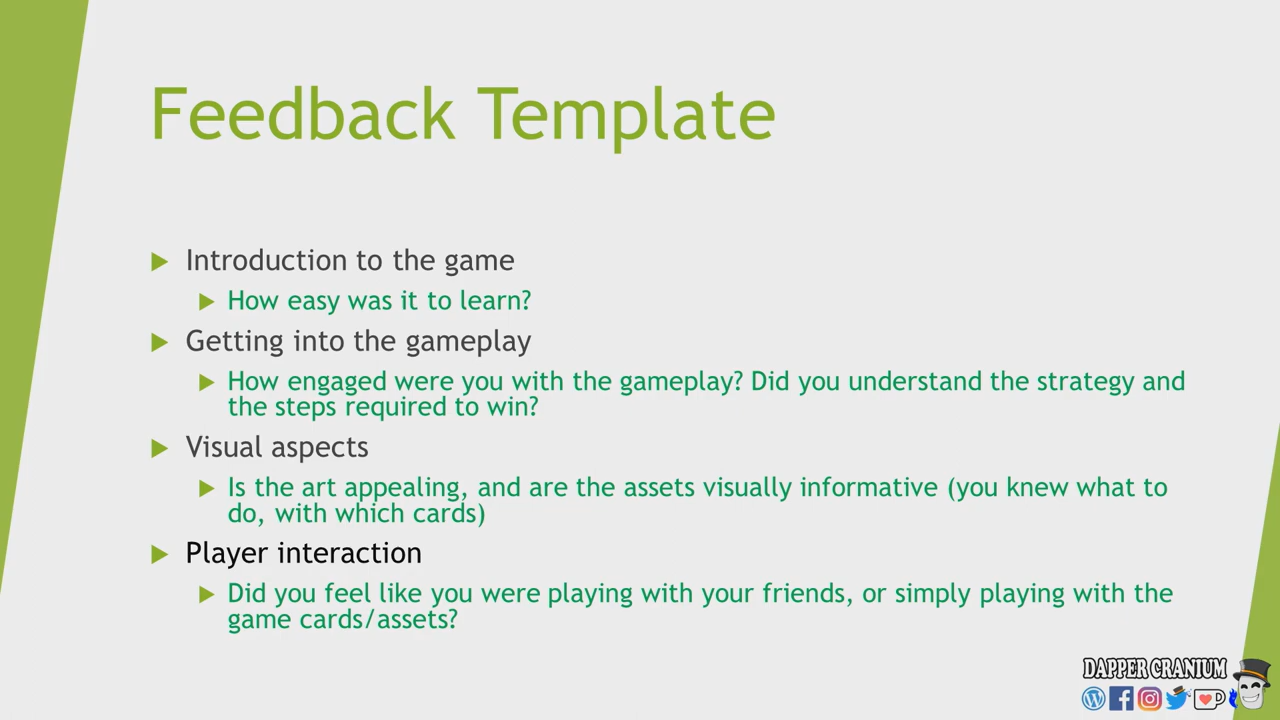 Feedback Template
Introduction to the game
How easy was it to learn?
Getting into the gameplay
How engaged were you with the gameplay? Did you understand the strategy and
the steps required to win?
Visual aspects
Is the art appealing, and are the assets visually informative (you knew what to
do, with which cards)
Player interaction
Did you feel like you were playing with your friends, or simply playing with the
game cards/assets?
DAPPER CRANIUM